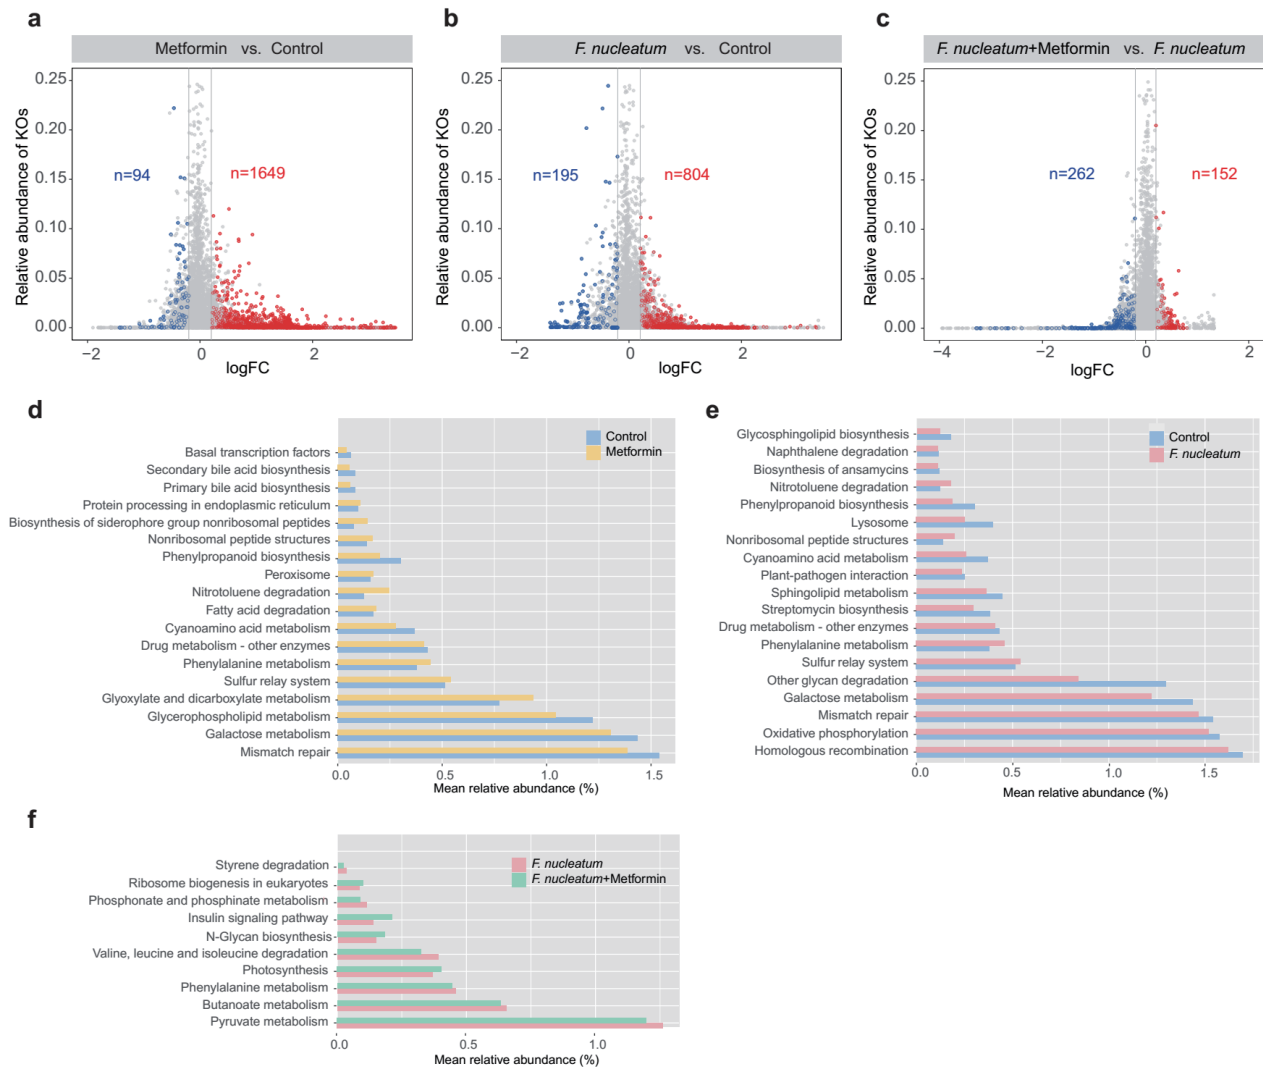 a
Metformin vs. Control
Relative abundance of KOs
0.25
0.20
0.15
0.10
0.05
0.00
n=94
n=1649
−2
0
2
logFC
b
F. nucleatum vs. Control
Relative abundance of KOs
0.25
0.20
0.15
0.10
0.05
0.00
n=195
n=804
−2
0
2
logFC
c
F. nucleatum+Metformin vs. F. nucleatum
Relative abundance of KOs
0.25
0.20
0.15
0.10
0.05
0.00
n=262
n=152
−4
−2
0
2
logFC
d
Control
Metformin
Basal transcription factors
Secondary bile acid biosynthesis
Primary bile acid biosynthesis
Protein processing in endoplasmic reticulum
Biosynthesis of siderophore group nonribosomal peptides
Nonribosomal peptide structures
Phenylpropanoid biosynthesis
Peroxisome
Nitrotoluene degradation
Fatty acid degradation
Cyanoamino acid metabolism
Drug metabolism - other enzymes
Phenylalanine metabolism
Sulfur relay system
Glyoxylate and dicarboxylate metabolism
Glycerophospholipid metabolism
Galactose metabolism
Mismatch repair
0.0
0.5
1.0
1.5
Mean relative abundance (%)
e
Control
F. nucleatum
Glycosphingolipid biosynthesis
Naphthalene degradation
Biosynthesis of ansamycins
Nitrotoluene degradation
Phenylpropanoid biosynthesis
Lysosome
Nonribosomal peptide structures
Cyanoamino acid metabolism
Plant-pathogen interaction
Sphingolipid metabolism
Streptomycin biosynthesis
Drug metabolism - other enzymes
Phenylalanine metabolism
Sulfur relay system
Other glycan degradation
Galactose metabolism
Mismatch repair
Oxidative phosphorylation
Homologous recombination
0.0
0.5
1.0
1.5
Mean relative abundance (%)
f
F. nucleatum
F. nucleatum+Metformin
Styrene degradation
Ribosome biogenesis in eukaryotes
Phosphonate and phosphinate metabolism
Insulin signaling pathway
N-Glycan biosynthesis
Valine, leucine and isoleucine degradation
Photosynthesis
Phenylalanine metabolism
Butanoate metabolism
Pyruvate metabolism
0.0
0.5
1.0
Mean relative abundance (%)